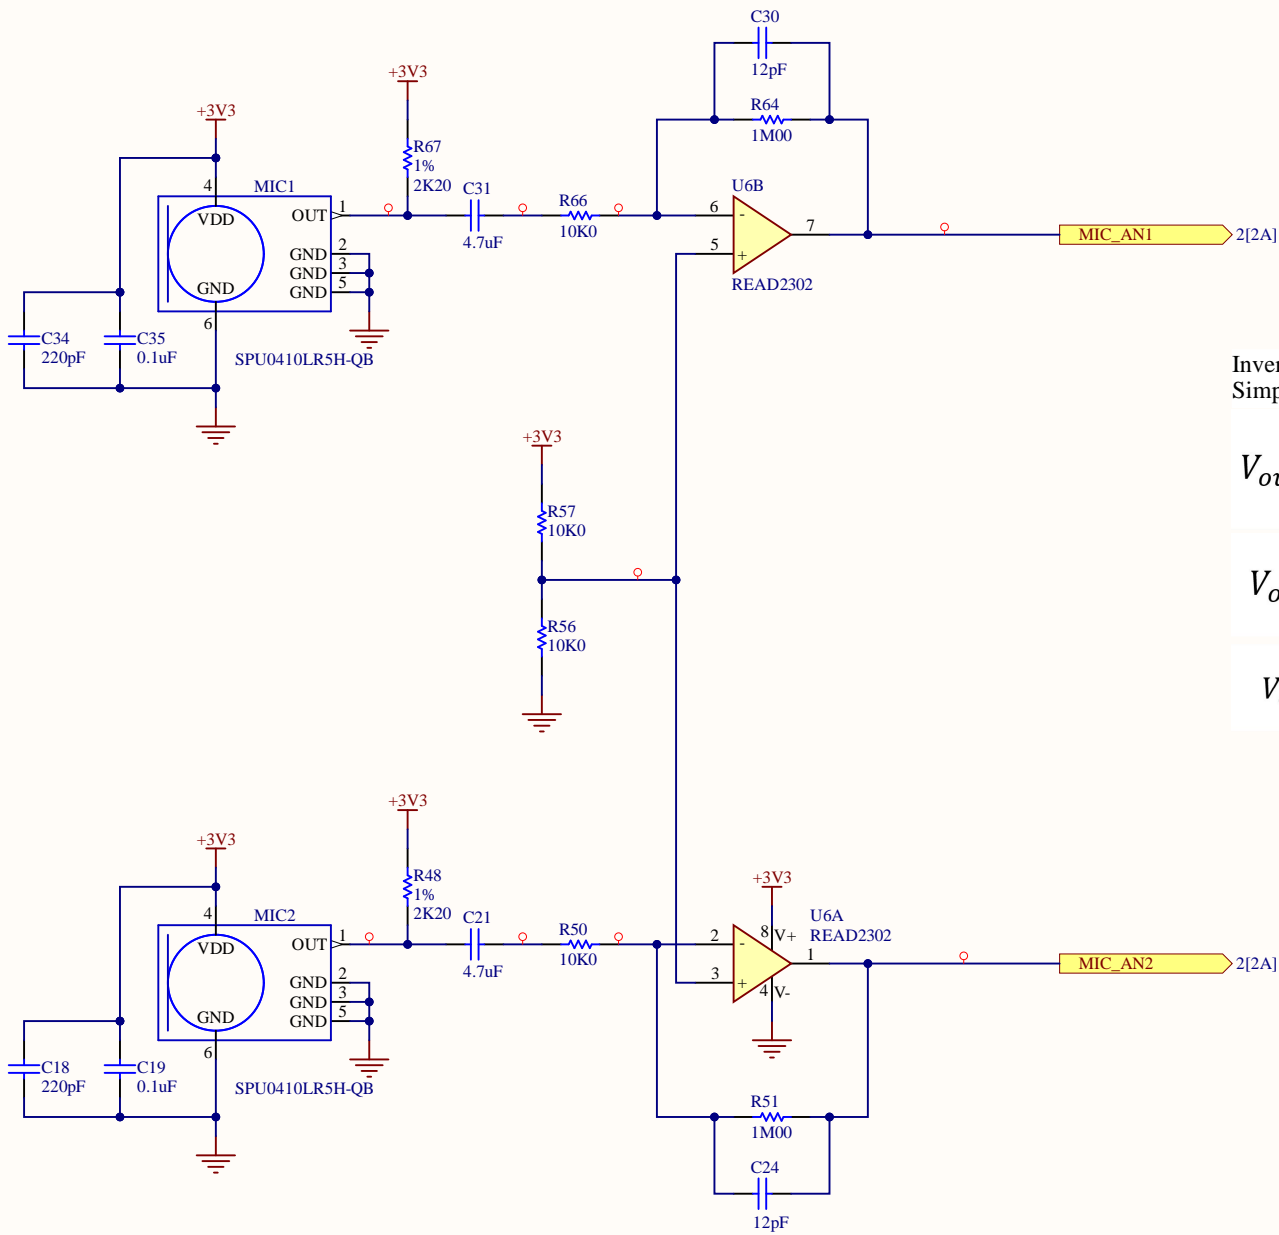 C30
12pF
R64
1M00
+3V3
R67
1%
2K20
+3V3
4
MIC1
VDD
OUT
1
GND
2
GND
3
GND
5
GND
6
C34
220pF
C35
0.1uF
SPU0410LR5H-QB
C31
4.7uF
R66
10K0
U6B
6
-
5
+
7
READ2302
MIC_AN1
2[2A]
Inver
Simp
V
V
V
+3V3
R57
10K0
R56
10K0
+3V3
R48
1%
2K20
+3V3
4
MIC2
VDD
OUT
1
GND
2
GND
3
GND
5
GND
6
C18
220pF
C19
0.1uF
SPU0410LR5H-QB
C21
4.7uF
R50
10K0
+3V3
U6A
READ2302
8
V+
2
-
3
+
1
4
V-
MIC_AN2
2[2A]
R51
1M00
C24
12pF